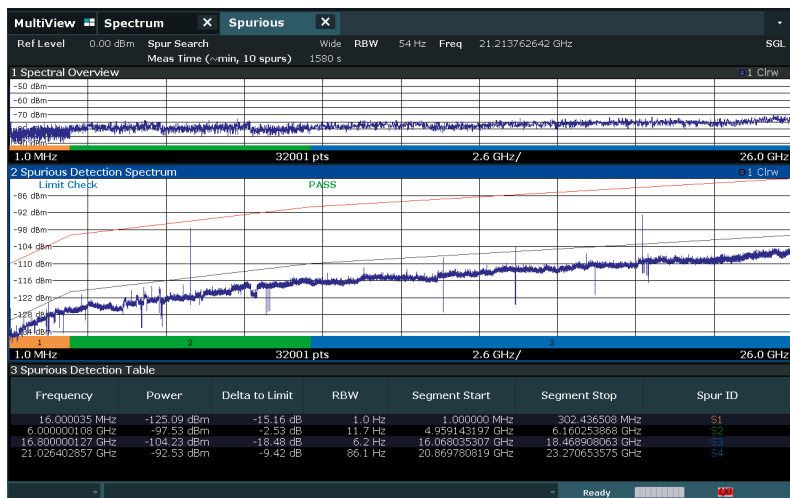 MultiView Spectrum X Spurious X
Ref Level 0.00 dBm Spur Search Wide RBW 54 Hz Freq 21.213762642 GHz SGL
Meas Time (~min, 10 spurs) 1580 s
1 Spectral Overview 1 Clrw
-50 dBm
-60 dBm
-70 dBm
1.0 MHz 32001 pts 2.6 GHz/ 26.0 GHz
2 Spurious Detection Spectrum 1 Clrw
Limit Check PASS
-86 dBm
-92 dBm
-98 dBm
-104 dBm
-110 dBm
-116 dBm
-122 dBm
-128 dBm
1 2 3
1.0 MHz 32001 pts 2.6 GHz/ 26.0 GHz
3 Spurious Detection Table
Frequency Power Delta to Limit RBW Segment Start Segment Stop Spur ID
16.000035 MHz -125.09 dBm -15.16 dB 1.0 Hz 1.000000 MHz 302.436508 MHz S1
6.000000108 GHz -97.53 dBm -2.53 dB 11.7 Hz 4.959143197 GHz 6.160253868 GHz S2
16.800000127 GHz -104.23 dBm -18.48 dB 6.2 Hz 16.068035307 GHz 18.468908063 GHz S3
21.026402857 GHz -92.53 dBm -9.42 dB 86.1 Hz 20.869780819 GHz 23.270653575 GHz S4
Ready